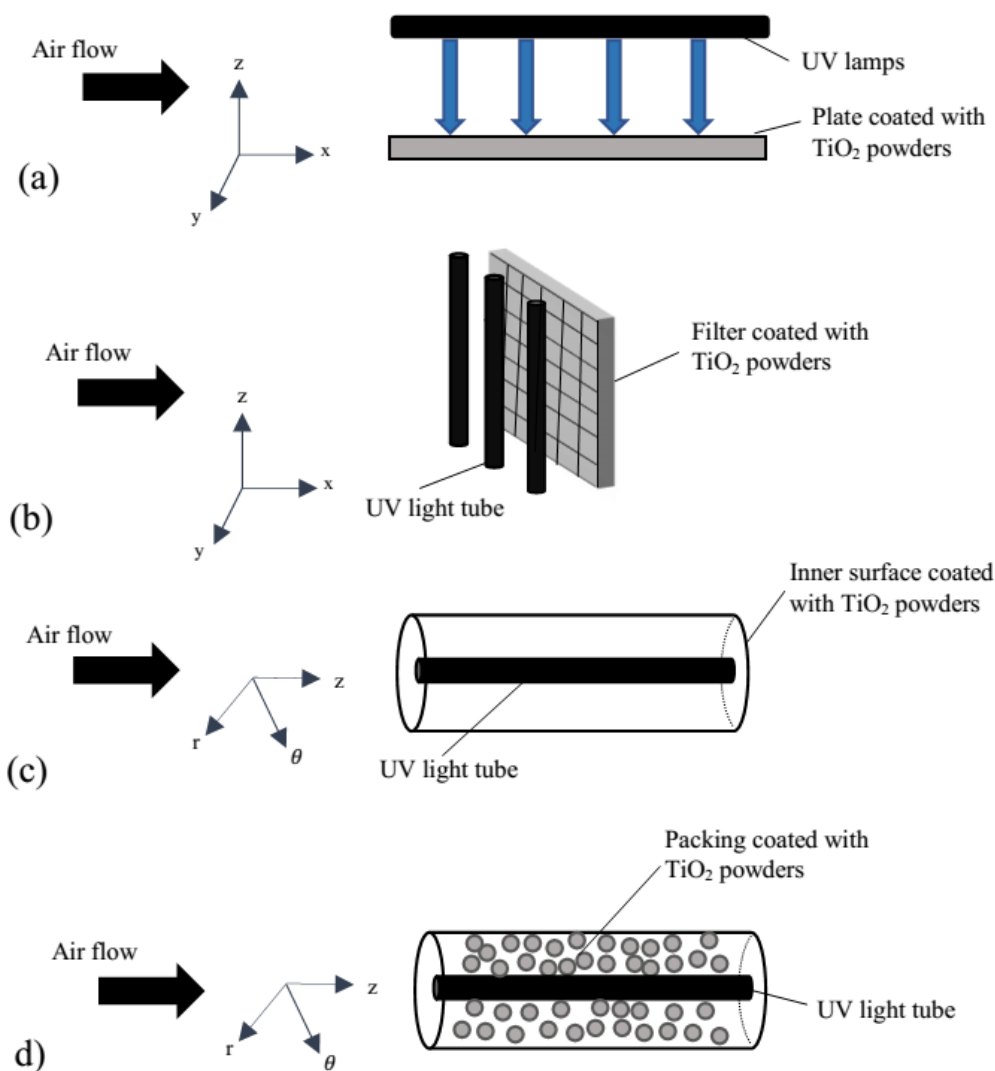 Air flow
z
x
y
UV lamps
Plate coated with
TiO₂ powders
(a)
Air flow
z
x
y
Filter coated with
TiO₂ powders
UV light tube
(b)
Air flow
z
r
θ
Inner surface coated
with TiO₂ powders
UV light tube
(c)
Packing coated with
TiO₂ powders
Air flow
z
r
θ
UV light tube
d)